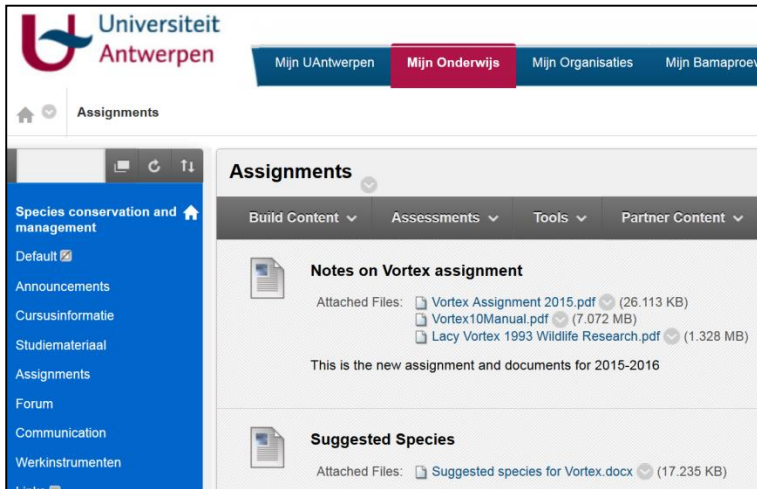 Universiteit
Antwerpen
Mijn UAntwerpen Mijn Onderwijs Mijn Organisaties Mijn Bamaproev
Assignments
Assignments
Species conservation and
management
Default
Announcements
Cursusinformatie
Studiemateriaal
Assignments
Forum
Communication
Werkinstrumenten
Build Content Assessments Tools Partner Content
Notes on Vortex assignment
Attached Files: Vortex Assignment 2015.pdf (26.113 KB)
Vortex10Manual.pdf (7.072 MB)
Lacy Vortex 1993 Wildlife Research.pdf (1.328 MB)
This is the new assignment and documents for 2015-2016
Suggested Species
Attached Files: Suggested species for Vortex.docx (17.235 KB)